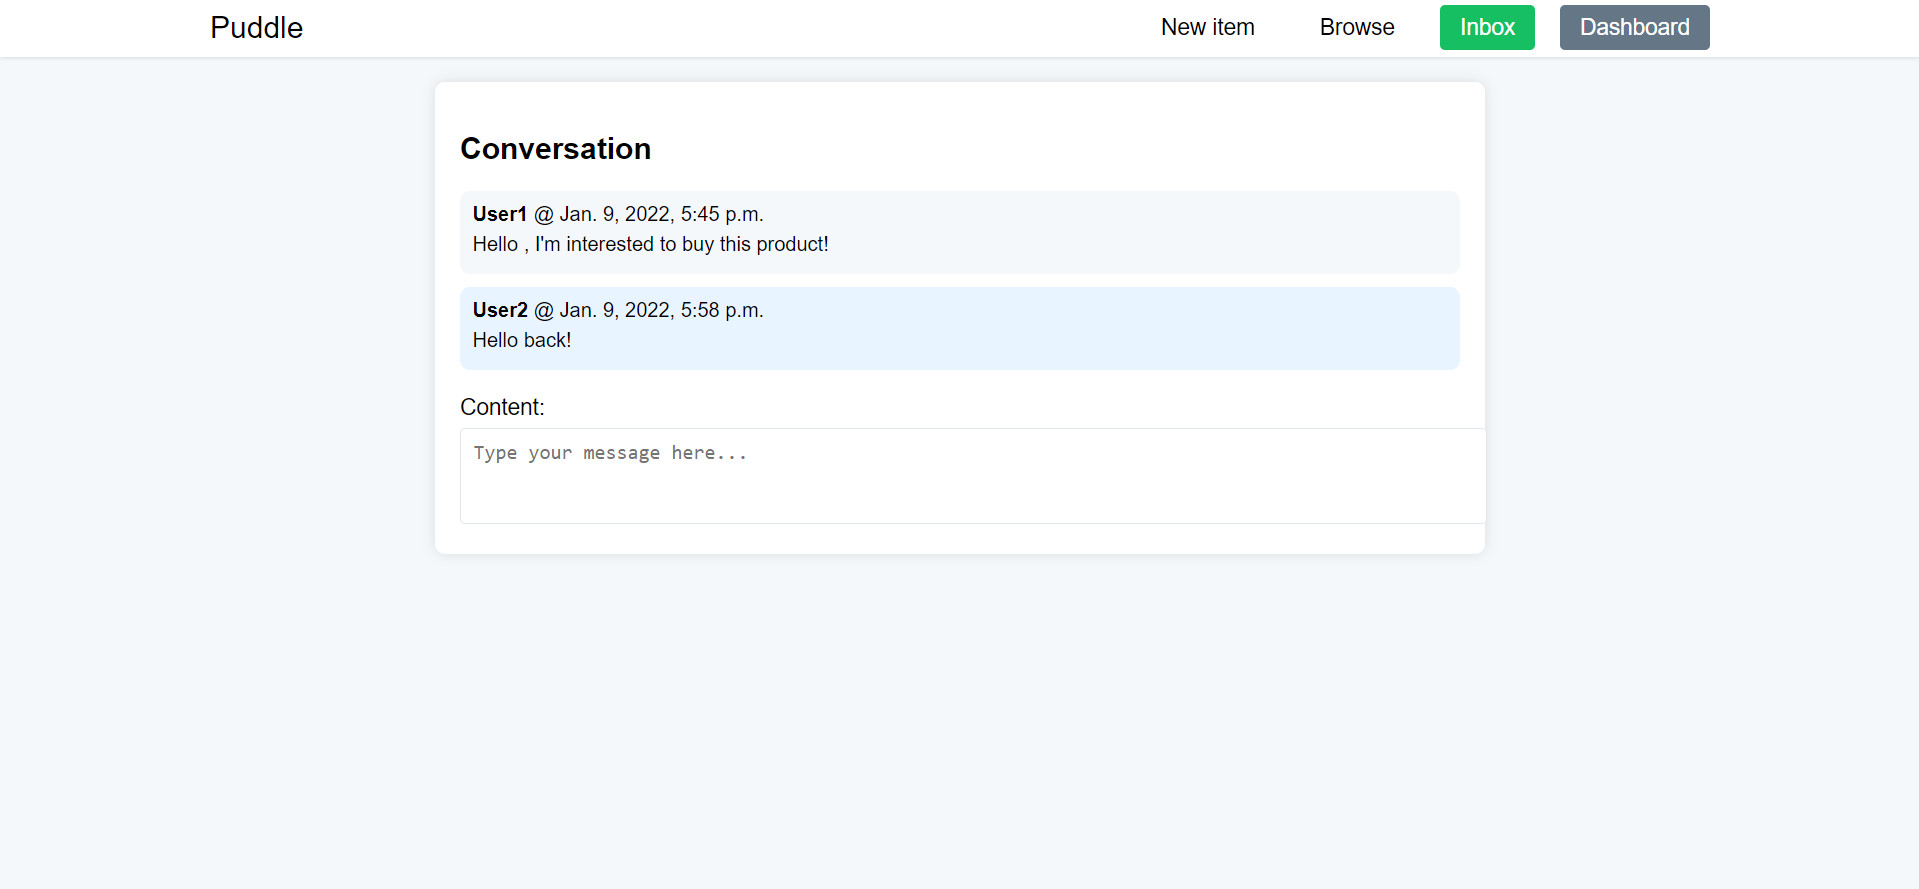 Puddle
New item
Browse
Inbox
Dashboard
Conversation
User1 @ Jan. 9, 2022, 5:45 p.m.
Hello , I'm interested to buy this product!
User2 @ Jan. 9, 2022, 5:58 p.m.
Hello back!
Content:
Type your message here...